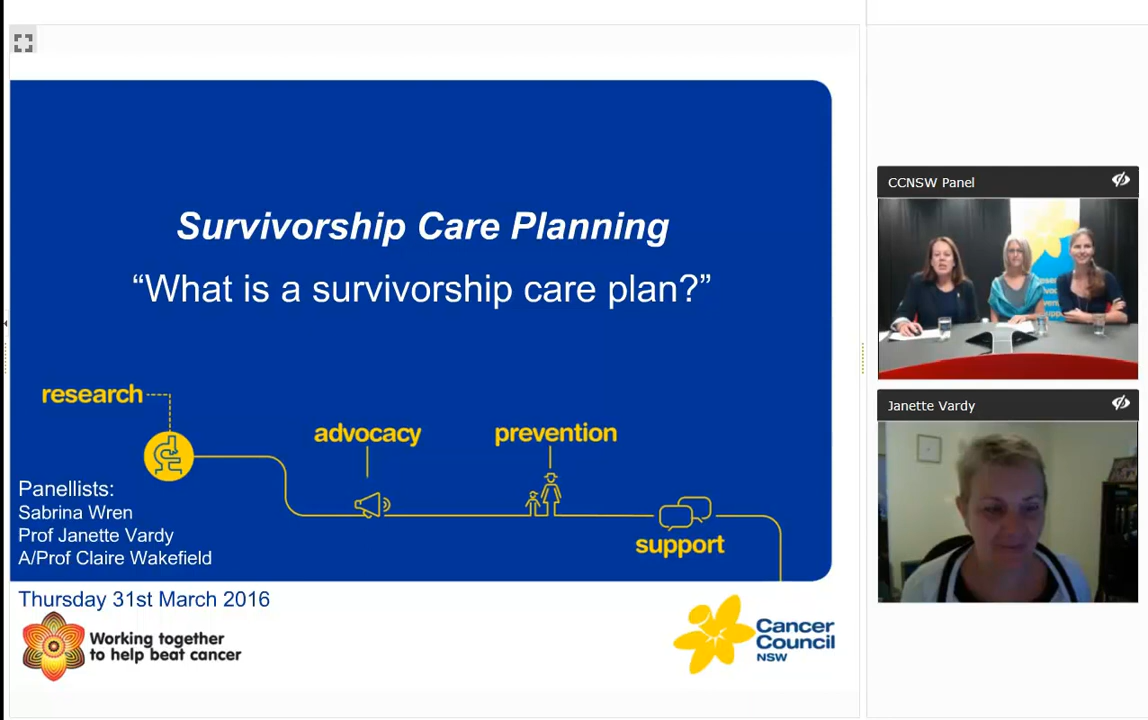 Survivorship Care Planning
“What is a survivorship care plan?”
research
advocacy
prevention
support
Panellists:
Sabrina Wren
Prof Janette Vardy
A/Prof Claire Wakefield
Thursday 31st March 2016
Working together
to help beat cancer
Cancer
Council
NSW
CCNSW Panel
Janette Vardy